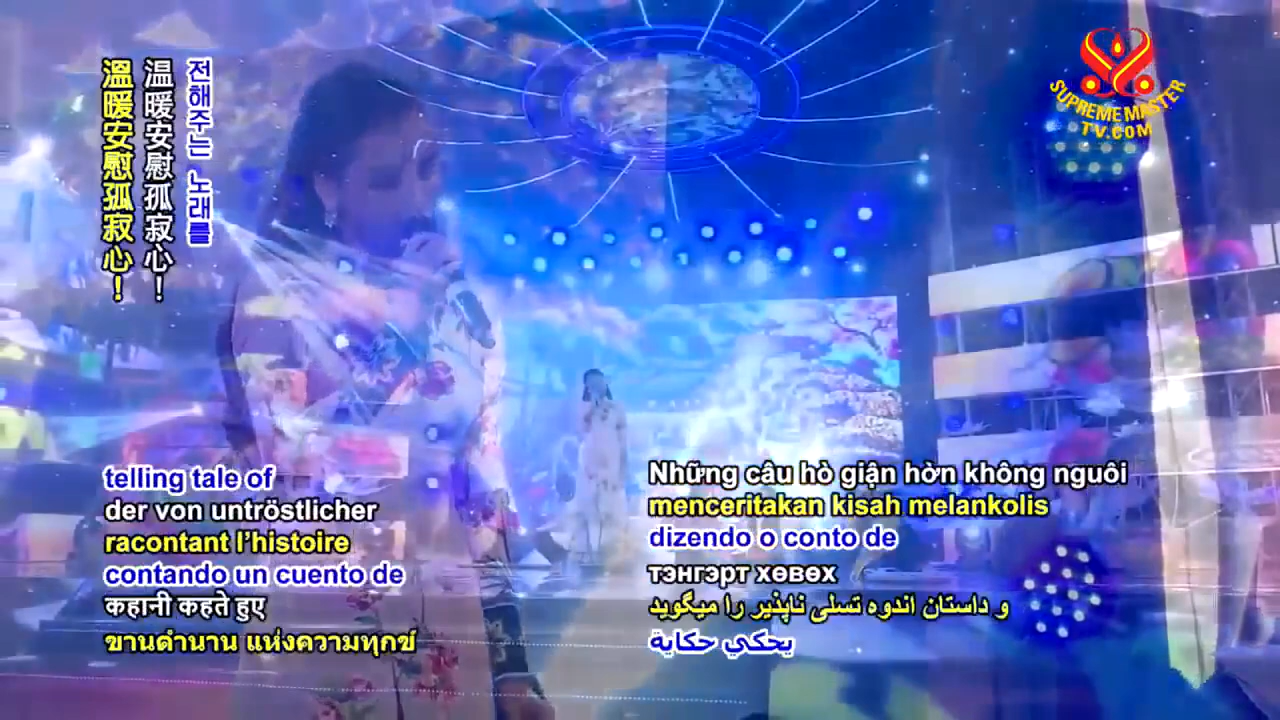 전해주는 노래를
温暖安慰孤寂心！
溫暖安慰孤寂心！
SUPREME MASTER
TV.COM
telling tale of
der von untröstlicher
racontant l’histoire
contando un cuento de
कहानी कहते हुए
ขานดำนาน แห่งความทุกข์
Những câu hò giận hờn không nguôi
menceritakan kisah melankolis
dizendo o conto de
тэнгэрт хөвөх
و داستان اندوه تسلی ناپذیر را میگوید
يحكي حكاية